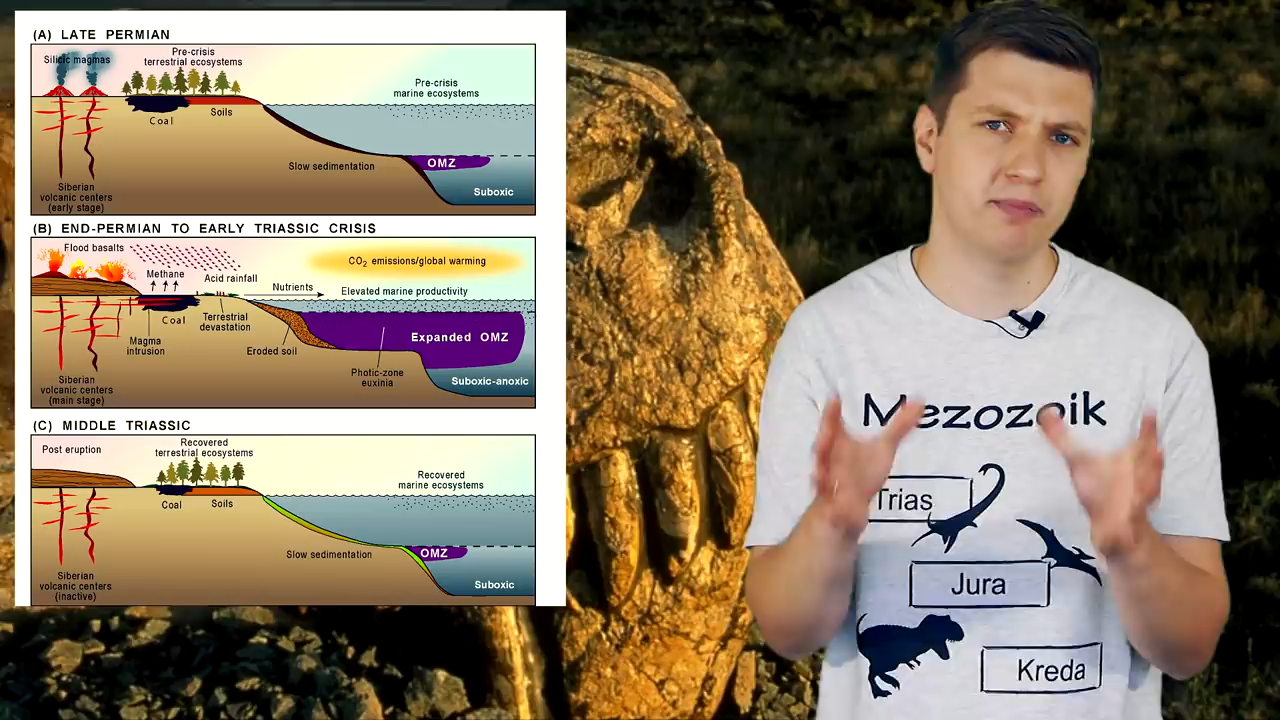 (A) LATE PERMIAN
Silicic magmas
Pre-crisis
terrestrial ecosystems
Pre-crisis
marine ecosystems
Coal
Soils
Slow sedimentation
OMZ
Suboxic
Siberian
volcanic centers
(early stage)
(B) END-PERMIAN TO EARLY TRIASSIC CRISIS
Flood basalts
Methane
Acid rainfall
CO2 emissions/global warming
Nutrients
Elevated marine productivity
Coal
Terrestrial
devastation
Magma
intrusion
Eroded soil
Expanded OMZ
Photic-zone
euxinia
Suboxic-anoxic
Siberian
volcanic centers
(main stage)
(C) MIDDLE TRIASSIC
Post eruption
Recovered
terrestrial ecosystems
Recovered
marine ecosystems
Coal
Soils
Slow sedimentation
OMZ
Suboxic
Siberian
volcanic centers
(inactive)
Mezozoik
Trias
Jura
Kreda